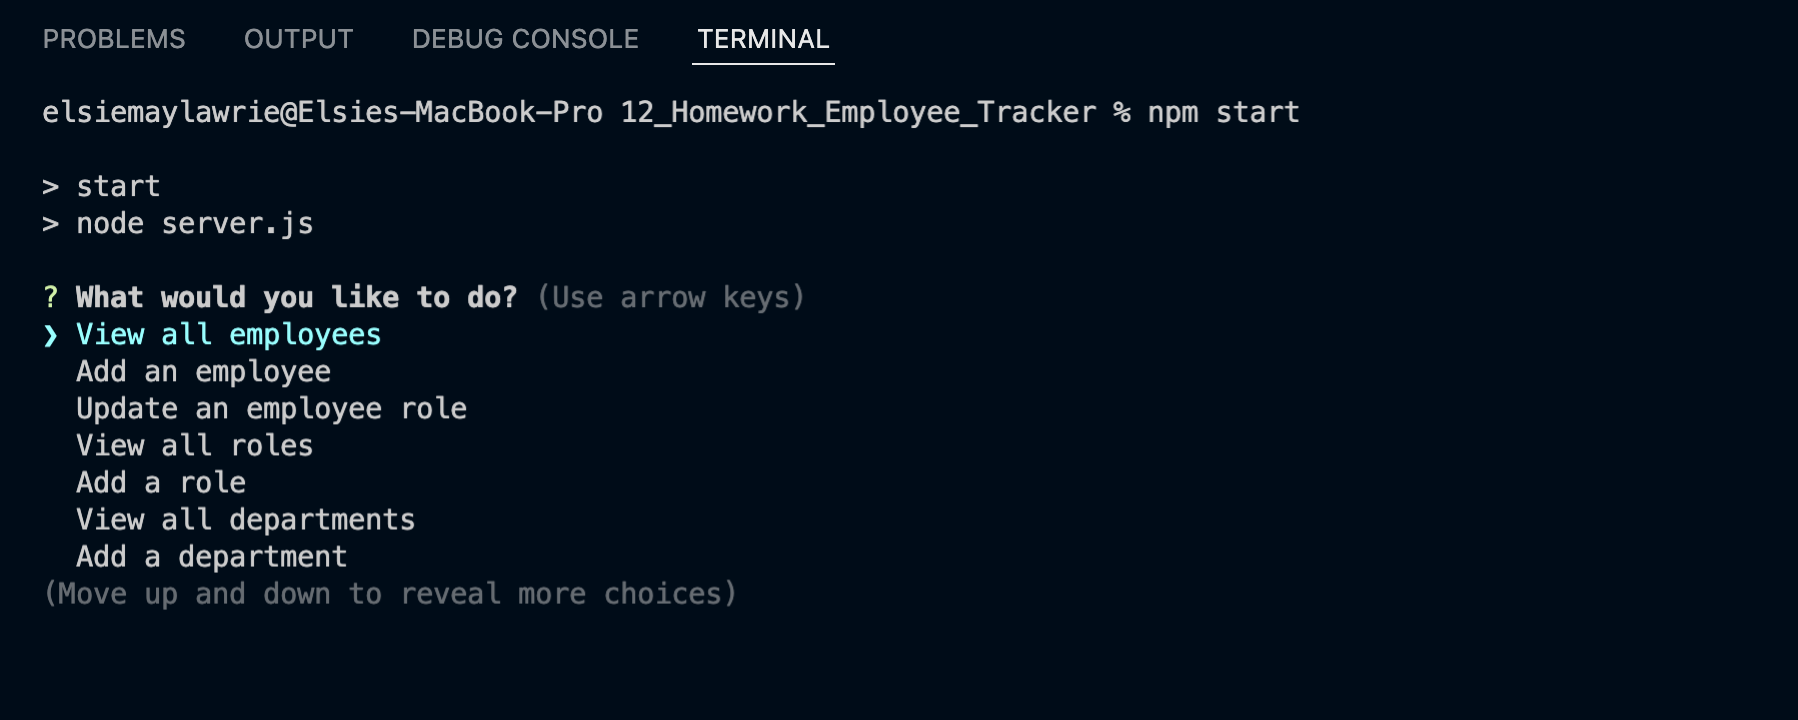 PROBLEMS OUTPUT DEBUG CONSOLE TERMINAL
elsiemaylawrie@Elsies-MacBook-Pro 12_Homework_Employee_Tracker % npm start
> start
> node server.js
? What would you like to do? (Use arrow keys)
❯ View all employees
Add an employee
Update an employee role
View all roles
Add a role
View all departments
Add a department
(Move up and down to reveal more choices)